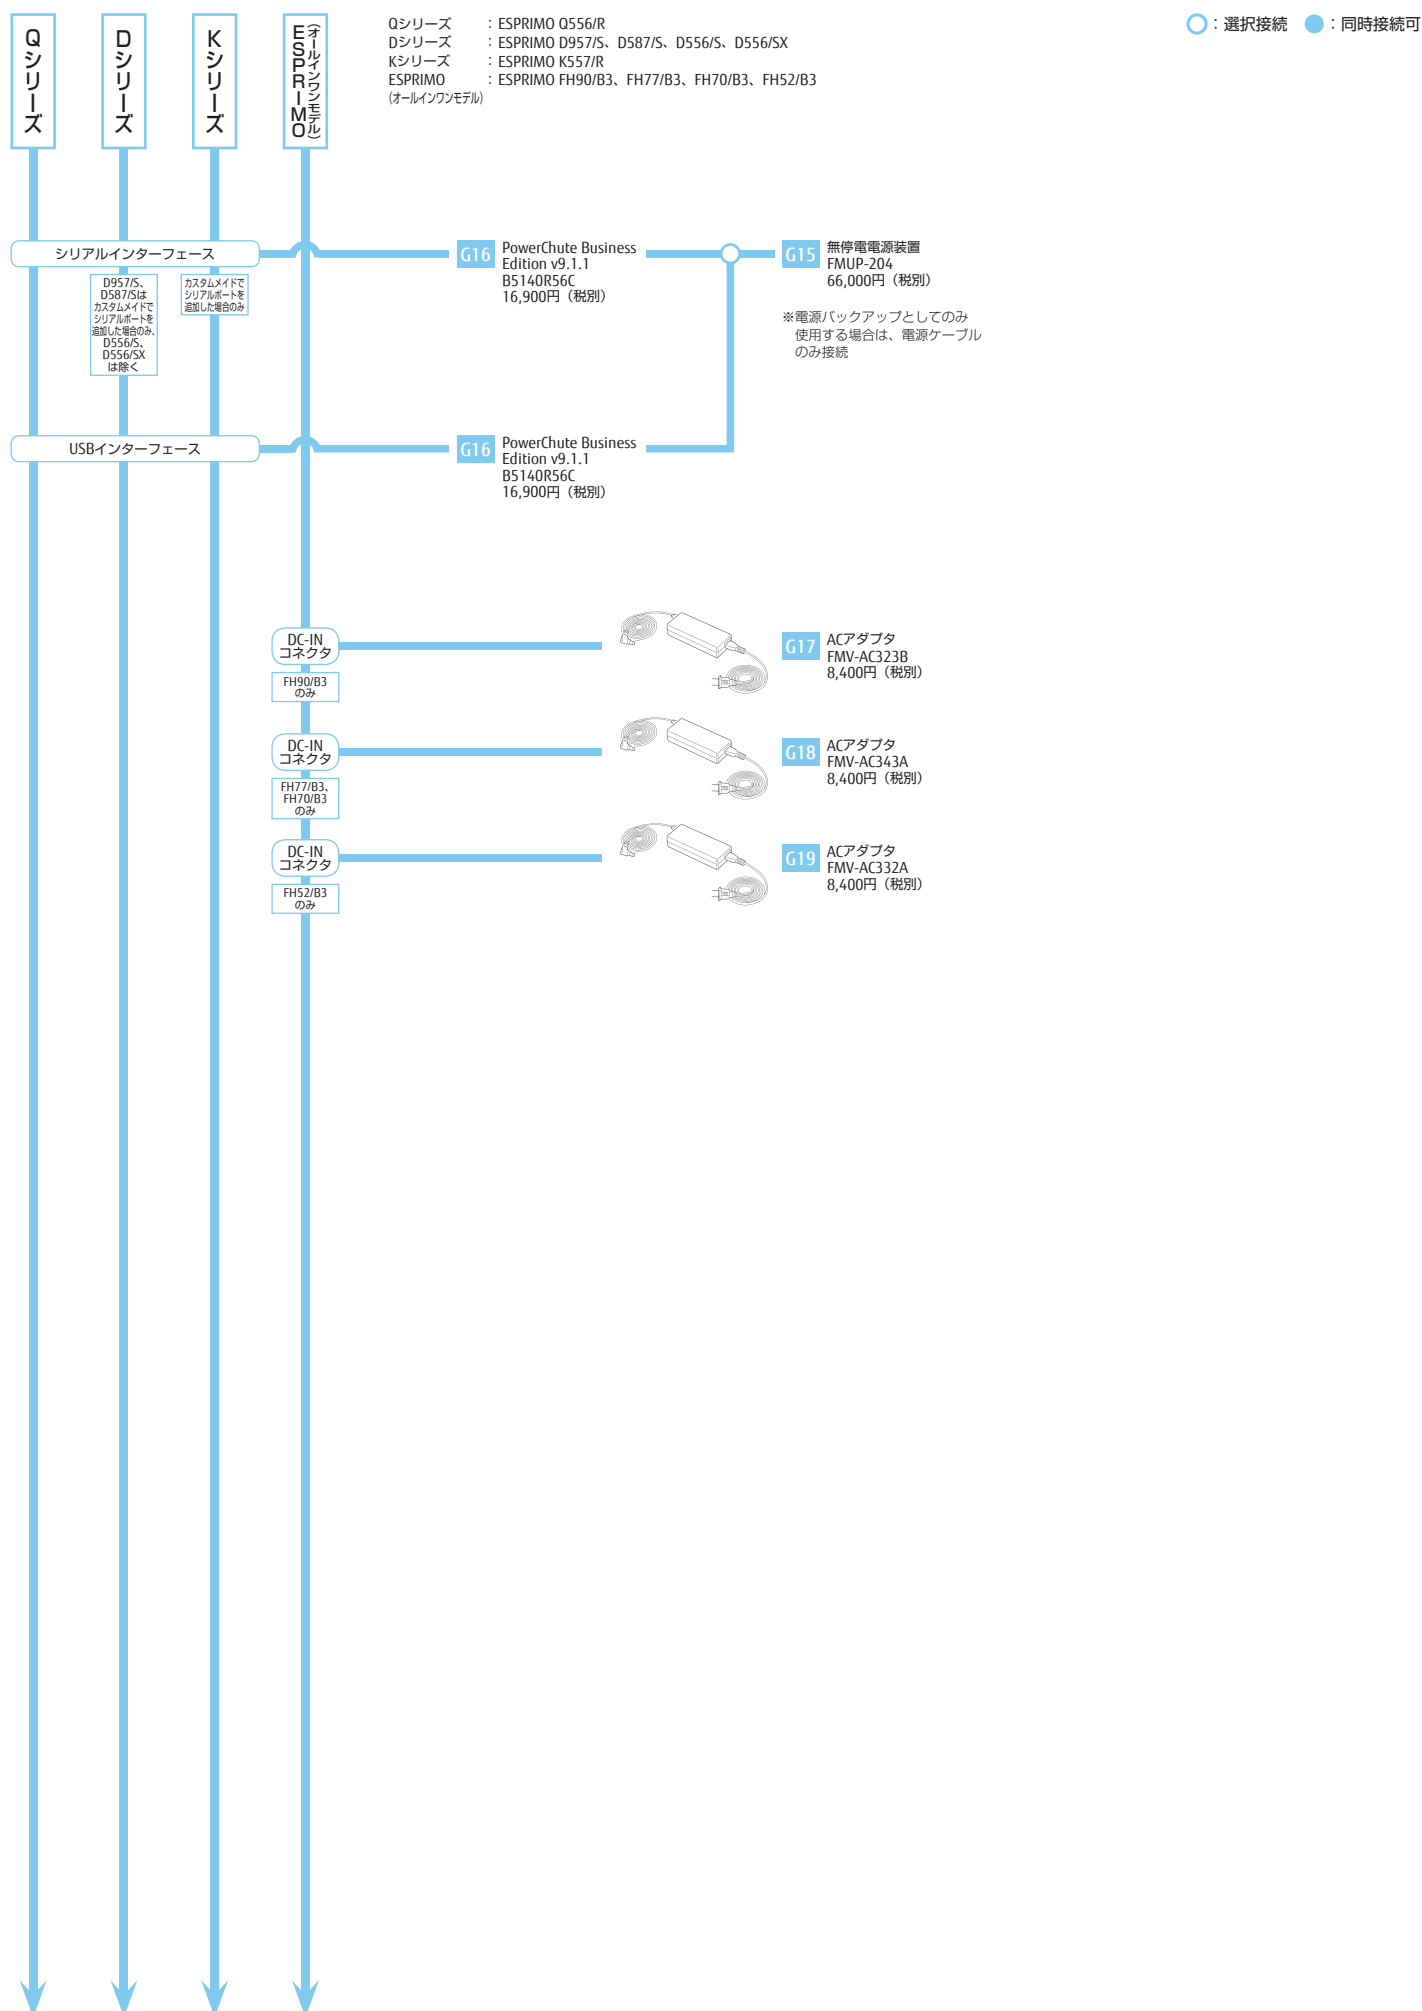 Qシリーズ
Dシリーズ
Kシリーズ
ESPRIMO
（オールインワンモデル）
Qシリーズ ：ESPRIMO Q556/R
Dシリーズ ：ESPRIMO D957/S、D587/S、D556/S、D556/SX
Kシリーズ ：ESPRIMO K557/R
ESPRIMO ：ESPRIMO FH90/B3、FH77/B3、FH70/B3、FH52/B3
（オールインワンモデル）
：選択接続 ：同時接続可
シリアルインターフェース
D957/S、
D587/Sは
カスタムメイドで
シリアルポートを
追加した場合のみ、
D556/S、
D556/SX
は除く
カスタムメイドで
シリアルポートを
追加した場合のみ
G16 PowerChute Business
Edition v9.1.1
B5140R56C
16,900円（税別）
G15 無停電電源装置
FMUP-204
66,000円（税別）
※電源バックアップとしてのみ
使用する場合は、電源ケーブル
のみ接続
USBインターフェース
G16 PowerChute Business
Edition v9.1.1
B5140R56C
16,900円（税別）
DC-IN
コネクタ
FH90/B3
のみ
G17 ACアダプタ
FMV-AC323B
8,400円（税別）
DC-IN
コネクタ
FH77/B3、
FH70/B3
のみ
G18 ACアダプタ
FMV-AC343A
8,400円（税別）
DC-IN
コネクタ
FH52/B3
のみ
G19 ACアダプタ
FMV-AC332A
8,400円（税別）